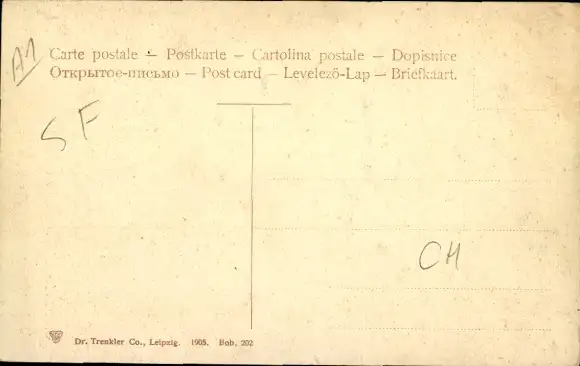 A1
Carte postale — Postkarte — Cartolina postale — Dopisnice
Открытое-письмо — Post card — Levelező-Lap — Briefkaart.
SF
CH
Dr. Trenkler Co., Leipzig. 1905. Bob. 202